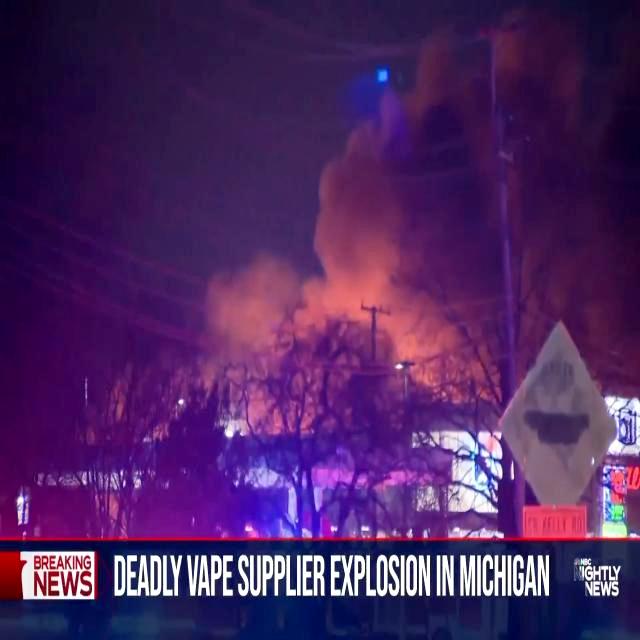 BREAKING
NEWS
DEADLY VAPE SUPPLIER EXPLOSION IN MICHIGAN
NBC
NIGHTLY
NEWS